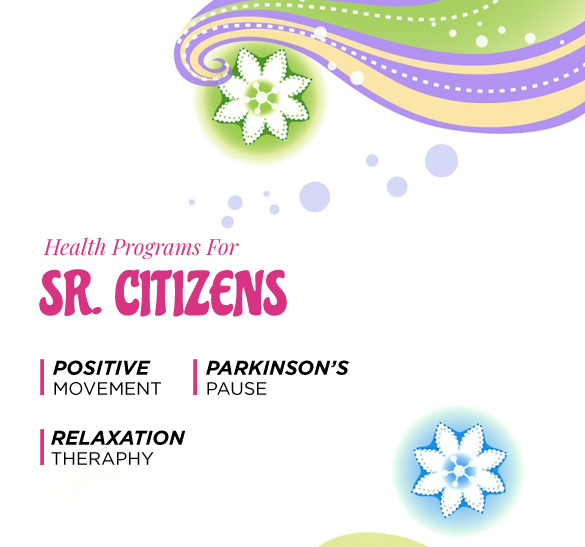 Health Programs For
SR. CITIZENS
POSITIVE
MOVEMENT
PARKINSON'S
PAUSE
RELAXATION
THERAPHY